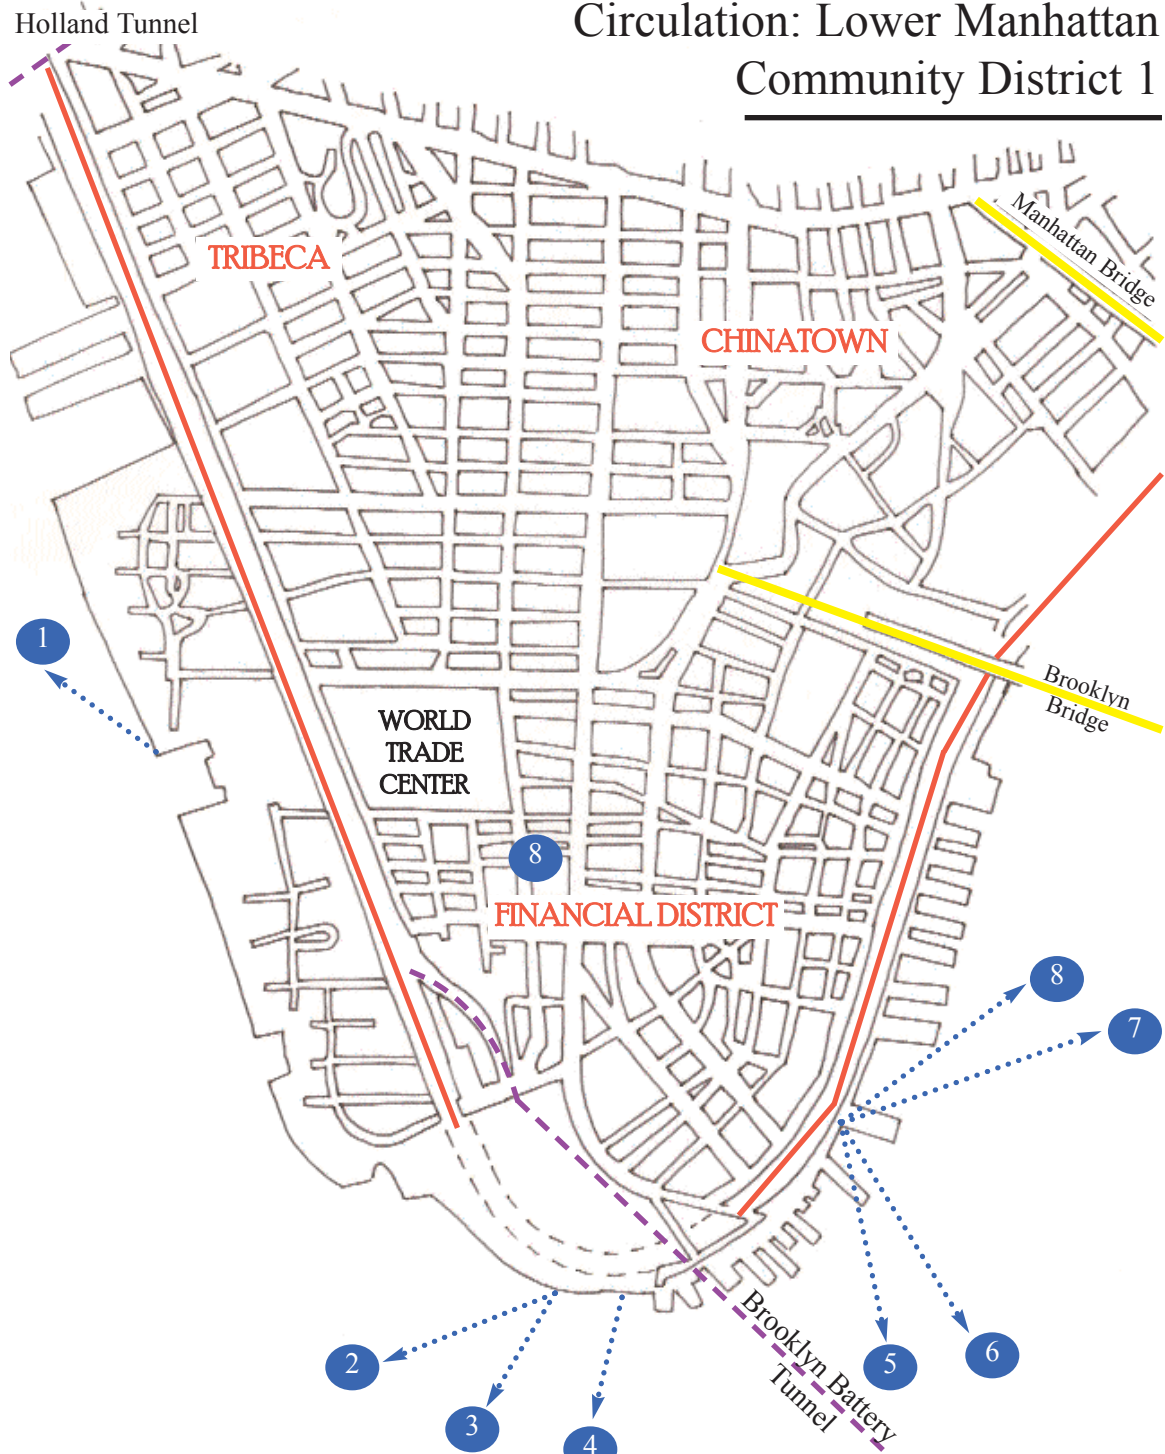 Holland Tunnel
Circulation: Lower Manhattan
Community District 1
Manhattan Bridge
TRIBECA
CHINATOWN
1
Brooklyn
Bridge
WORLD
TRADE
CENTER
8
FINANCIAL DISTRICT
8
7
Brooklyn Battery
Tunnel
2
5
6
3
4